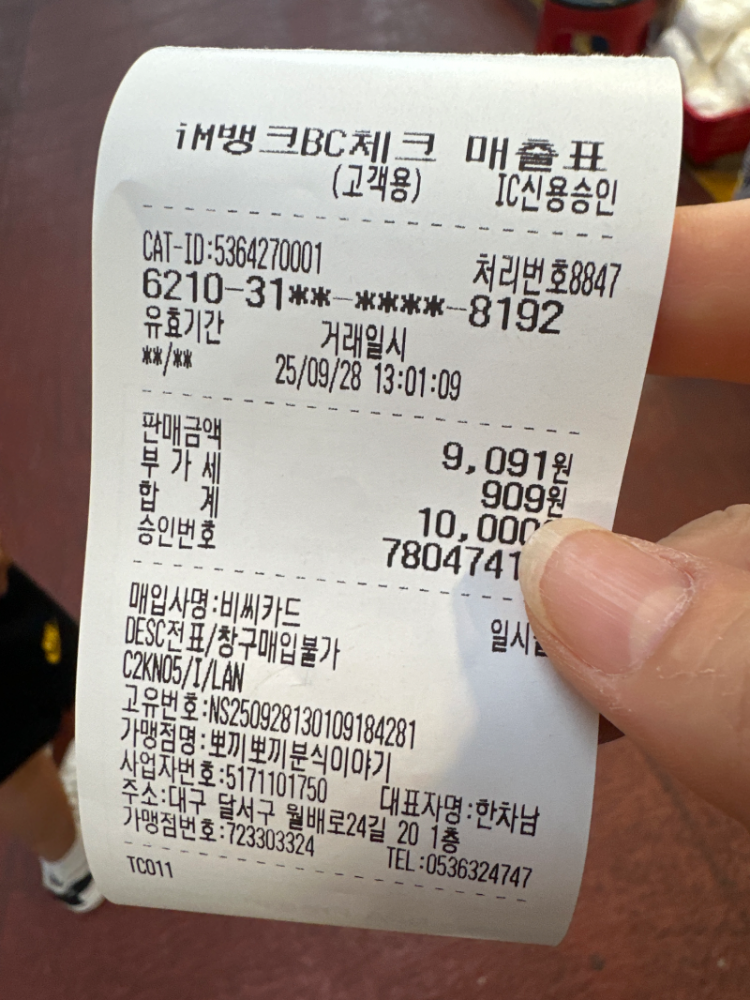 iM뱅크BC체크 매출표
(고객용) IC신용승인
CAT-ID:5364270001 처리번호8847
6210-31**-****-8192
유효기간 거래일시
**/** 25/09/28 13:01:09
판매금액 9,091원
부 가 세 909원
합 계
승인번호
매입사명:비씨카드
DESC전표/창구매입불가
C2KN05/I/LAN
고유번호:NS250928130109184281
가맹점명:뽀끼뽀끼분식이야기
사업자번호:5171101750 대표자명:한차남
주소:대구 달서구 월배로24길 20 1층
가맹점번호:723303324 TEL:0536324747
TC011